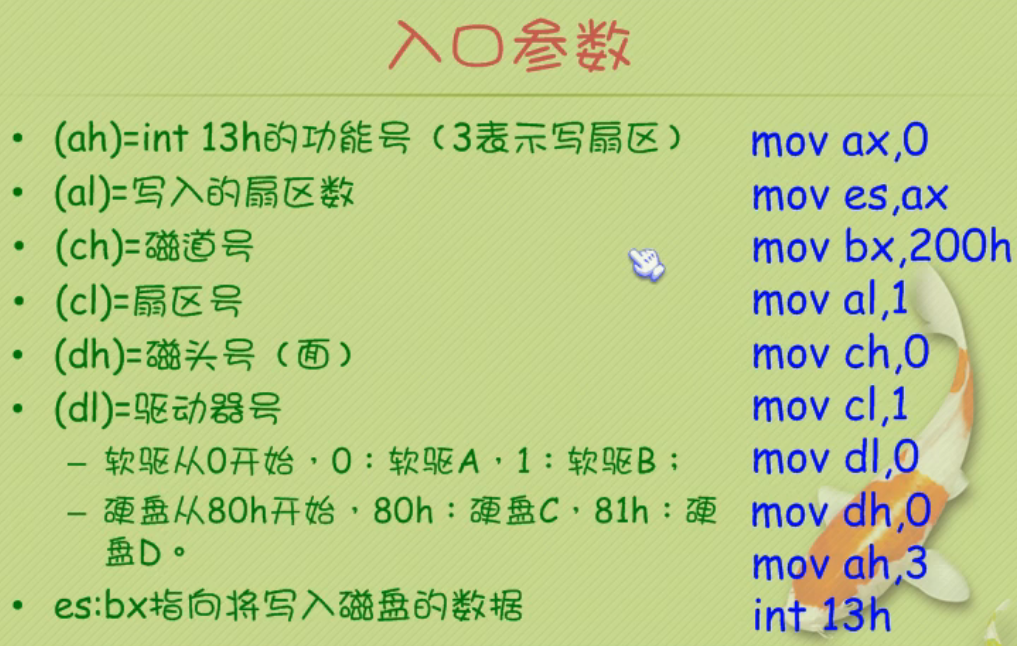 入口参数
• (ah)=int 13h的功能号（3表示写扇区）
• (al)=写入的扇区数
• (ch)=磁道号
• (cl)=扇区号
• (dh)=磁头号（面）
• (dl)=驱动器号
– 软驱从0开始，0：软驱A，1：软驱B；
– 硬盘从80h开始，80h：硬盘C，81h：硬
盘D。
• es:bx指向将写入磁盘的数据
mov ax,0
mov es,ax
mov bx,200h
mov al,1
mov ch,0
mov cl,1
mov dl,0
mov dh,0
mov ah,3
int 13h